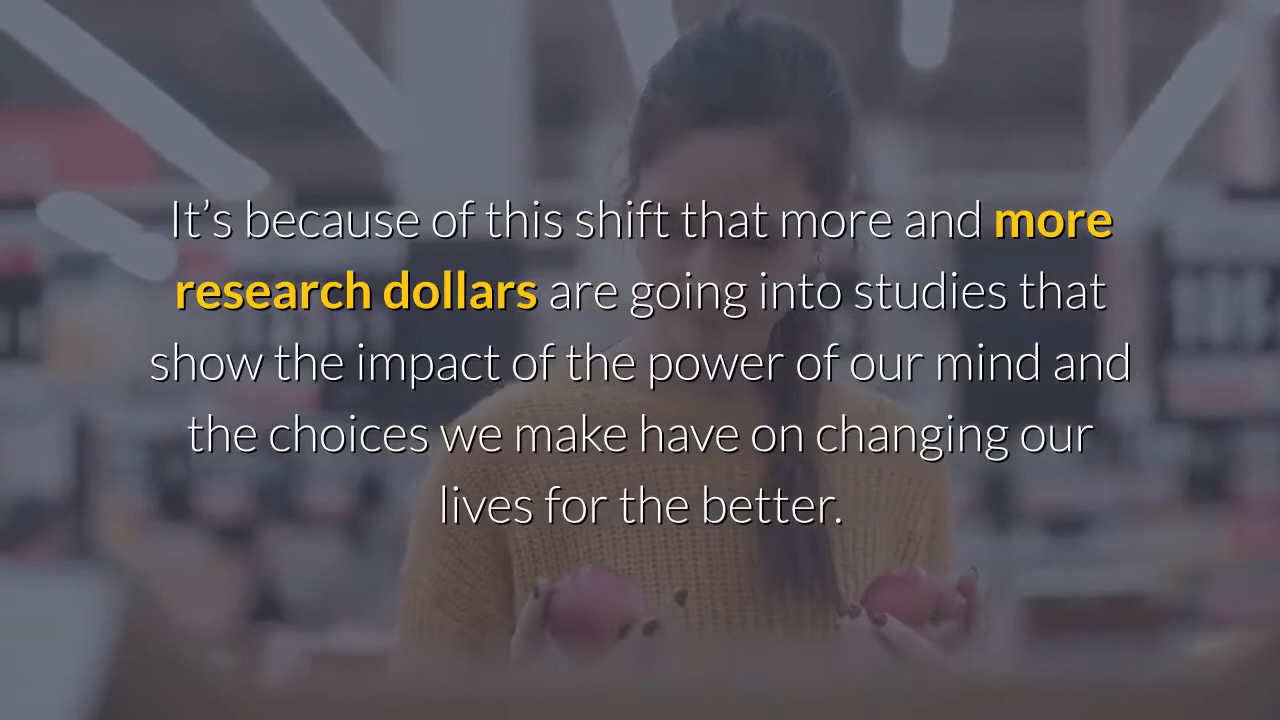 It’s because of this shift that more and more
research dollars are going into studies that
show the impact of the power of our mind and
the choices we make have on changing our
lives for the better.